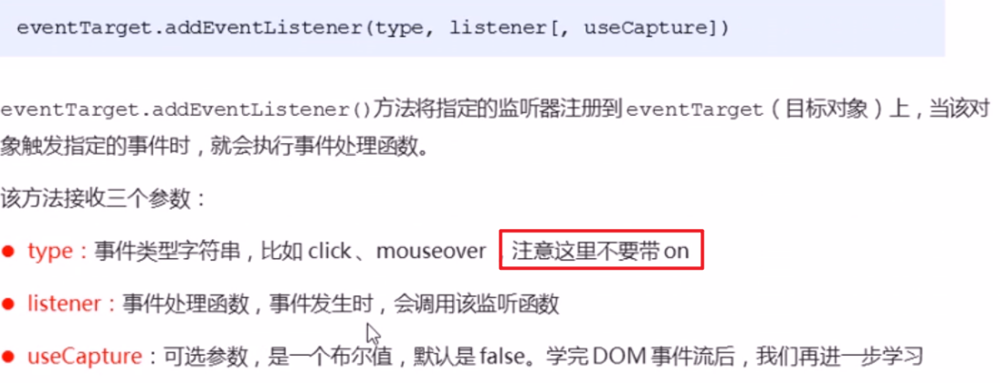 eventTarget.addEventListener(type, listener[, useCapture])
eventTarget.addEventListener()方法将指定的监听器注册到 eventTarget（目标对象）上，当该对
象触发指定的事件时，就会执行事件处理函数。
该方法接收三个参数：
● type：事件类型字符串，比如 click、mouseover ，注意这里不要带 on
● listener：事件处理函数，事件发生时，会调用该监听函数
● useCapture：可选参数，是一个布尔值，默认是 false。学完 DOM 事件流后，我们再进一步学习